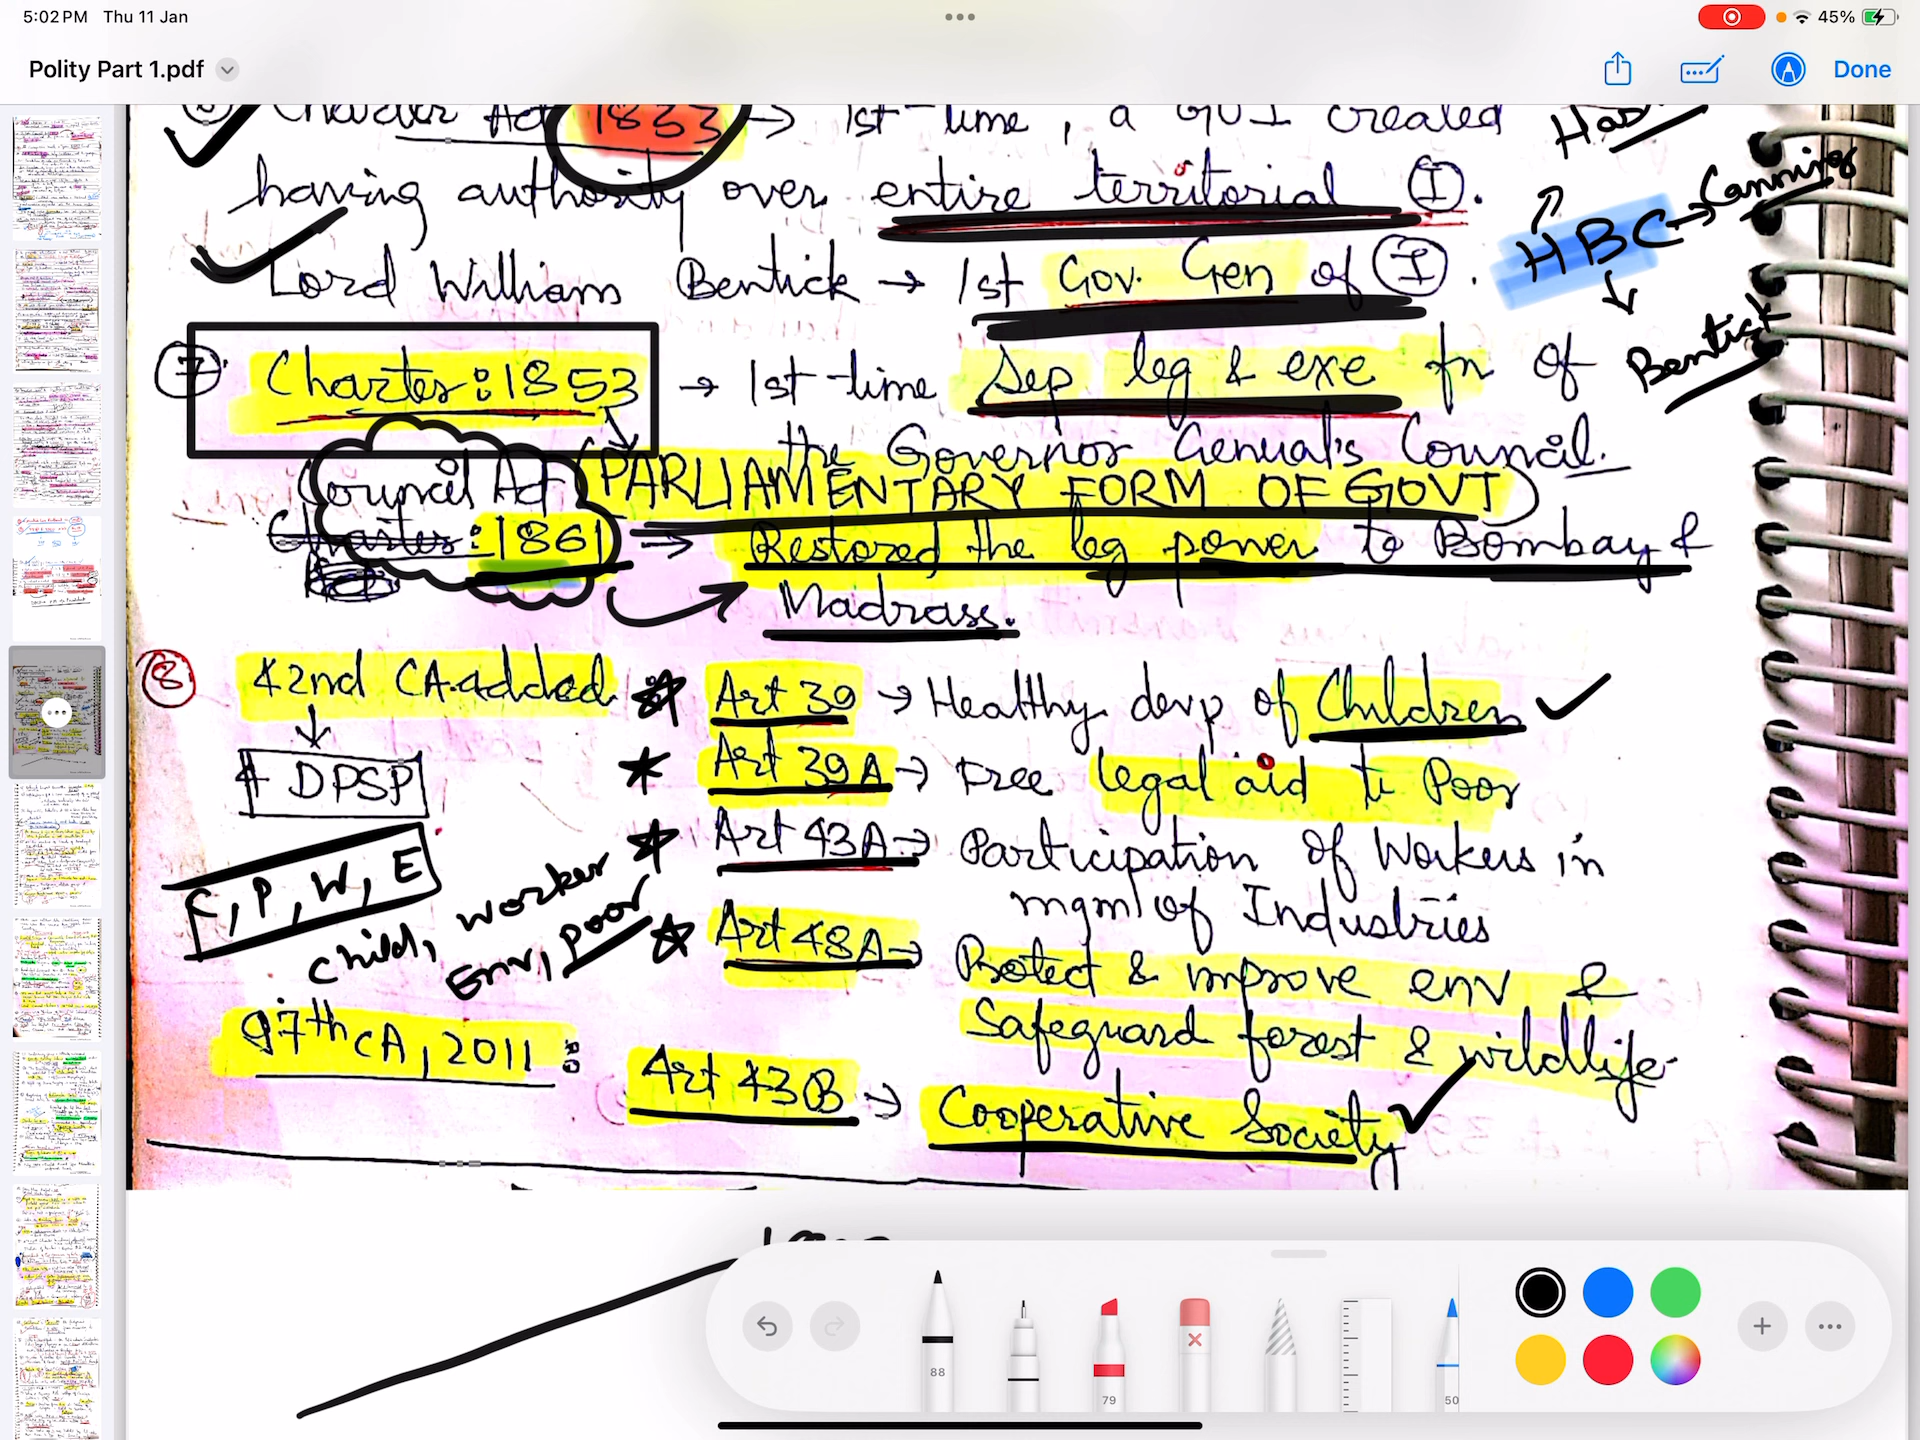 5:02 PM Thu 11 Jan
45%
Polity Part 1.pdf
Done
Charter Act 1833 → 1st time, a GOI created
having authority over entire territorial I.
Has
HBC → Canning
Bentick
Lord William Bentick → 1st Gov. Gen of I.
7. Charter: 1853 → 1st time Sep leg & exe fn of
the Governor Genual's Council.
(PARLIAMENTARY FORM OF GOVT)
Council Act
Charter: 1861 → Restored the leg power to Bombay &
Madrass.
8 42nd CA added Art 39 → Healthy devp of Children
4 DPSP Art 39A → Free legal aid to Poor
Art 43A → Participation of Workers in
mgmt of Industries
C, P, W, E
Child, worker
Env, poor
Art 48A → Protect & improve env &
Safeguard forest & wildlife.
97th CA, 2011 :
Art 43B → Cooperative Society
88
79
50